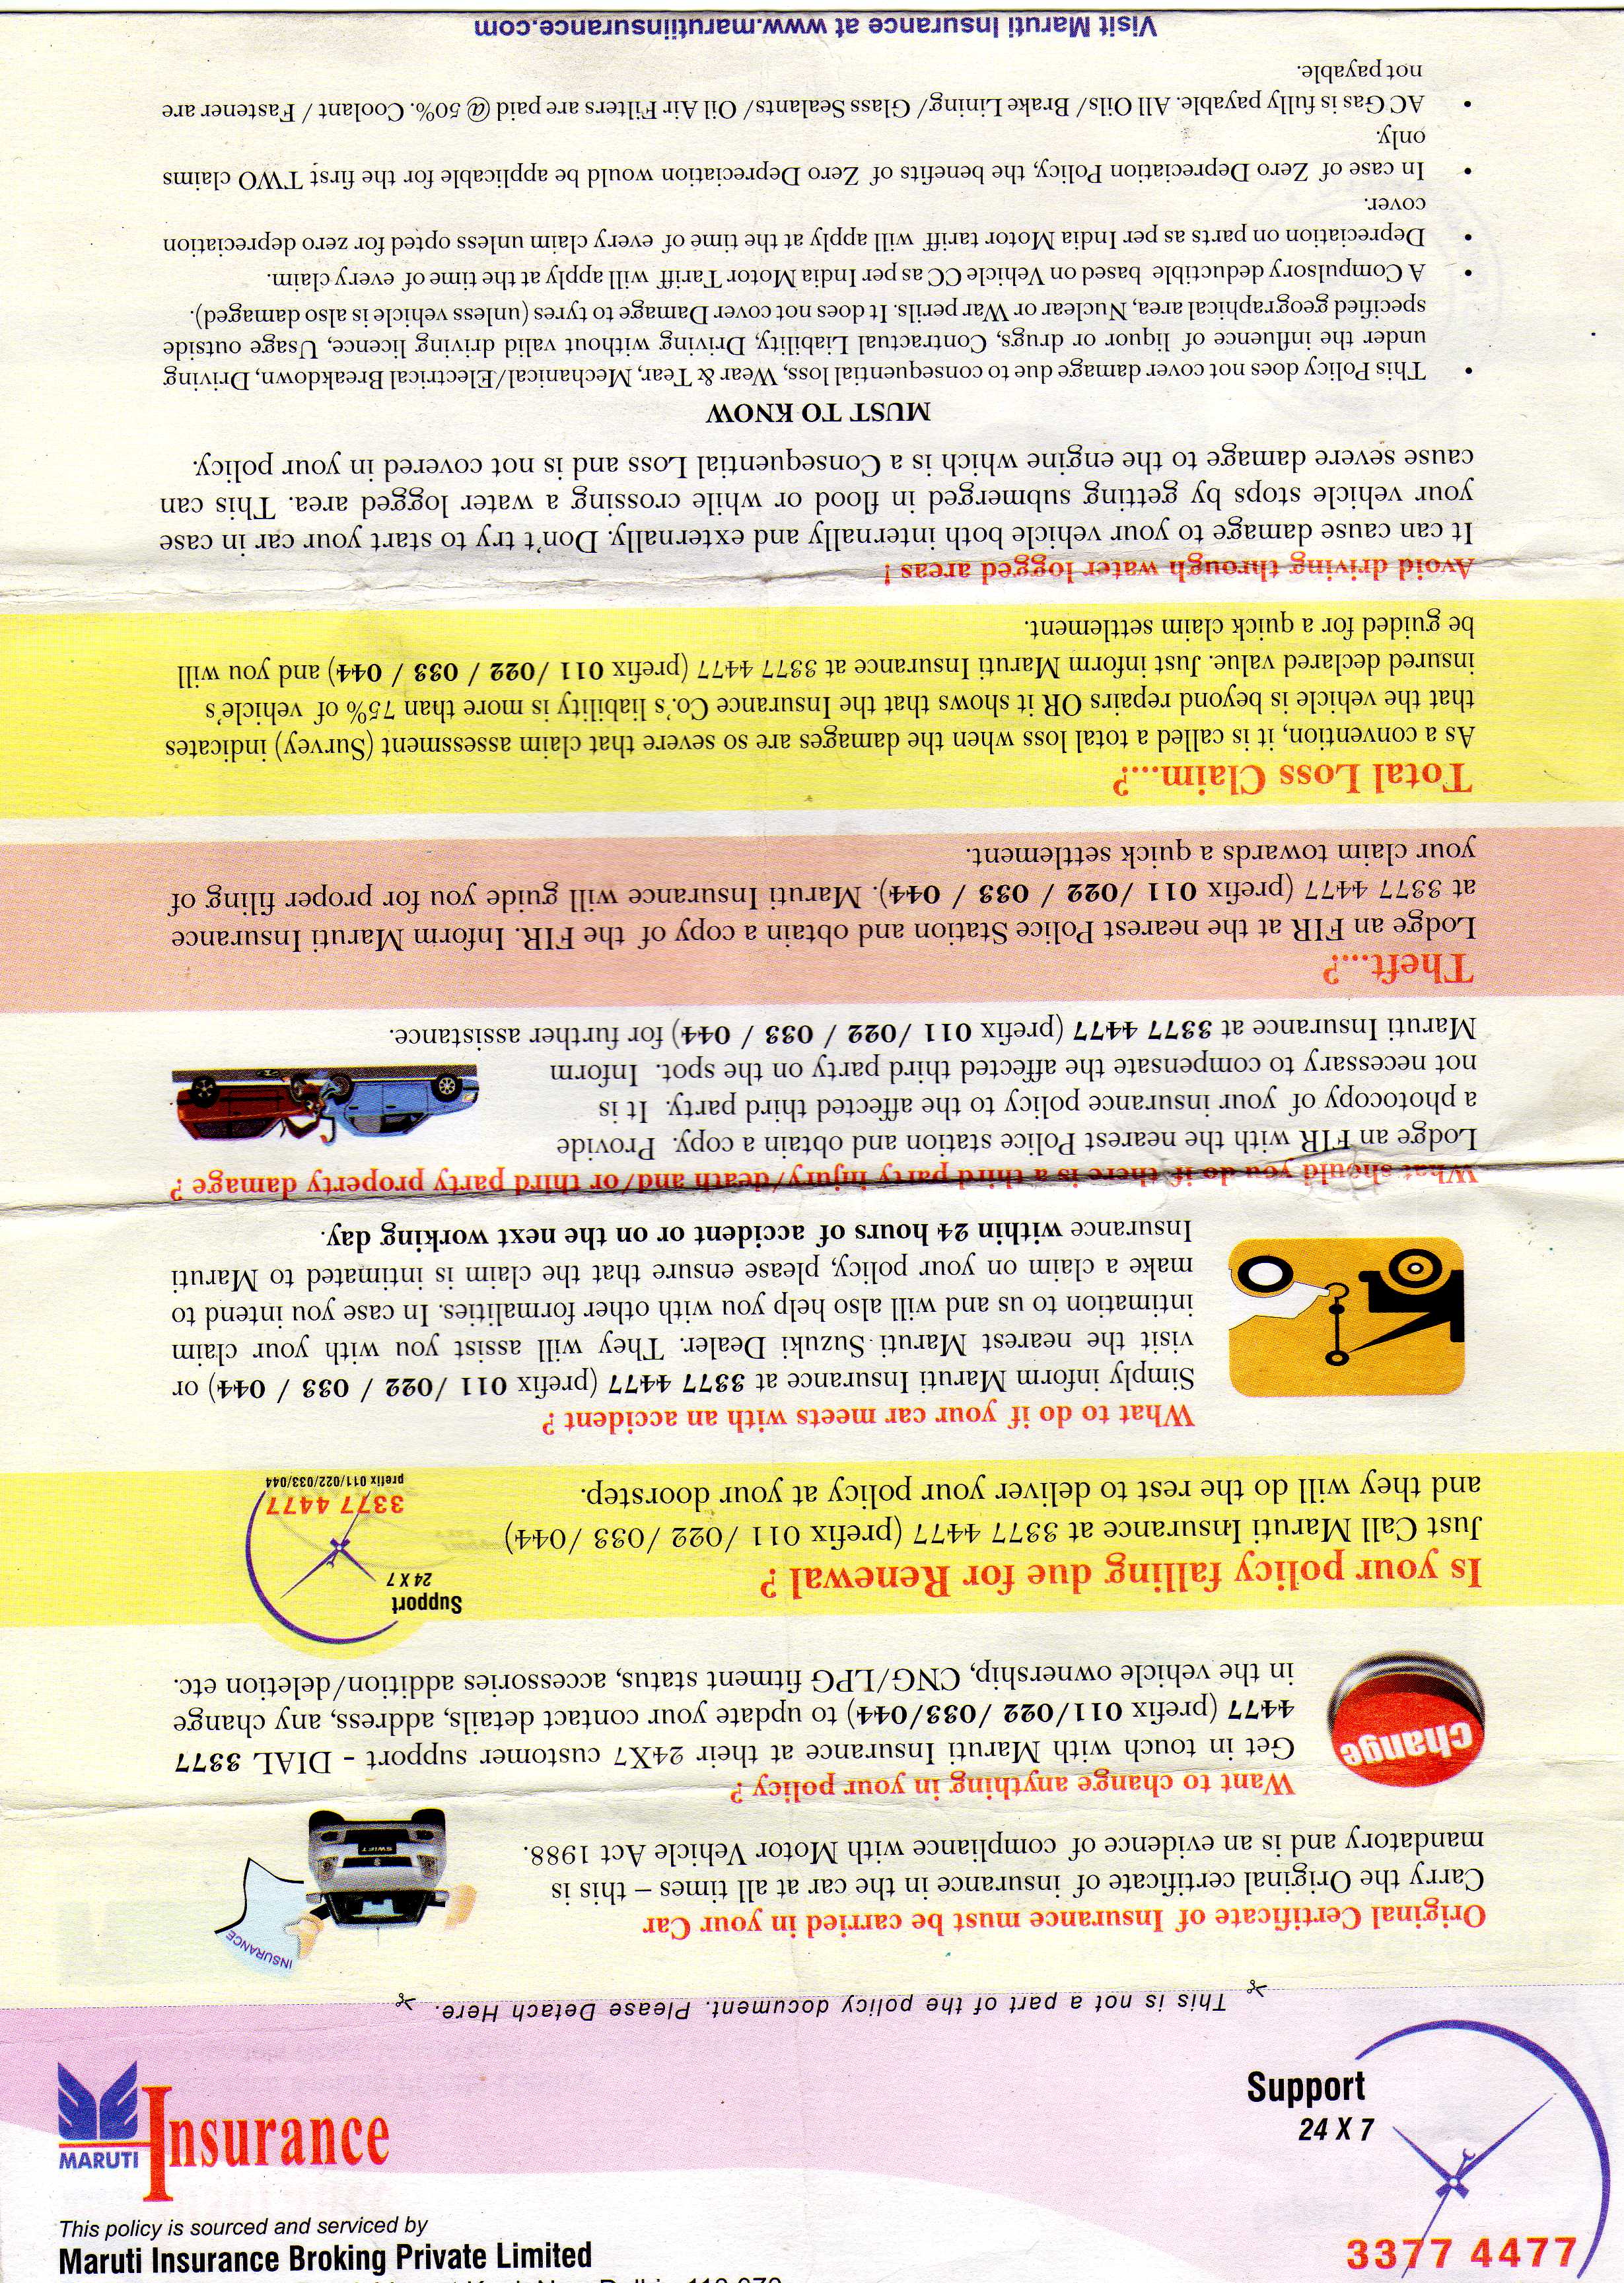 Original Certificate of Insurance must be carried in your Car
Carry the Original certificate of insurance in the car at all times – this is
mandatory and is an evidence of compliance with Motor Vehicle Act 1988.
INSURANCE
SWIFT
Want to change anything in your policy ?
change
Get in touch with Maruti Insurance at their 24X7 customer support - DIAL 3377
4477 (prefix 011/022 /033/044) to update your contact details, address, any change
in the vehicle ownership, CNG/LPG fitment status, accessories addition/deletion etc.
Is your policy falling due for Renewal ?
Just Call Maruti Insurance at 3377 4477 (prefix 011 /022 /033 /044)
and they will do the rest to deliver your policy at your doorstep.
Support
24 X 7
3377 4477
prefix 011/022/033/044
What to do if your car meets with an accident ?
Simply inform Maruti Insurance at 3377 4477 (prefix 011 /022 / 033 / 044) or
visit the nearest Maruti Suzuki Dealer. They will assist you with your claim
intimation to us and will also help you with other formalities. In case you intend to
make a claim on your policy, please ensure that the claim is intimated to Maruti
Insurance within 24 hours of accident or on the next working day.
What should you do if there is a third party injury/death and/or third party property damage ?
Lodge an FIR with the nearest Police station and obtain a copy. Provide
a photocopy of your insurance policy to the affected third party. It is
not necessary to compensate the affected third party on the spot. Inform
Maruti Insurance at 3377 4477 (prefix 011 /022 / 033 / 044) for further assistance.
Theft...?
Lodge an FIR at the nearest Police Station and obtain a copy of the FIR. Inform Maruti Insurance
at 3377 4477 (prefix 011 /022 / 033 / 044). Maruti Insurance will guide you for proper filing of
your claim towards a quick settlement.
Total Loss Claim...?
As a convention, it is called a total loss when the damages are so severe that claim assessment (Survey) indicates
that the vehicle is beyond repairs OR it shows that the Insurance Co.'s liability is more than 75% of vehicle's
insured declared value. Just inform Maruti Insurance at 3377 4477 (prefix 011 /022 / 033 / 044) and you will
be guided for a quick claim settlement.
Avoid driving through water logged areas !
It can cause damage to your vehicle both internally and externally. Don't try to start your car in case
your vehicle stops by getting submerged in flood or while crossing a water logged area. This can
cause severe damage to the engine which is a Consequential Loss and is not covered in your policy.
MUST TO KNOW
• This Policy does not cover damage due to consequential loss, Wear & Tear, Mechanical/Electrical Breakdown, Driving
under the influence of liquor or drugs, Contractual Liability, Driving without valid driving licence, Usage outside
specified geographical area, Nuclear or War perils. It does not cover Damage to tyres (unless vehicle is also damaged).
• A Compulsory deductible based on Vehicle CC as per India Motor Tariff will apply at the time of every claim.
• Depreciation on parts as per India Motor tariff will apply at the time of every claim unless opted for zero depreciation
cover.
• In case of Zero Depreciation Policy, the benefits of Zero Depreciation would be applicable for the first TWO claims
only.
• AC Gas is fully payable. All Oils/ Brake Lining/ Glass Sealants/ Oil Air Filters are paid @ 50%. Coolant / Fastener are
not payable.
Visit Maruti Insurance at www.marutiinsurance.com
This is not a part of the policy document. Please Detach Here.
MARUTI Insurance
This policy is sourced and serviced by
Maruti Insurance Broking Private Limited
Support
24 X 7
3377 4477